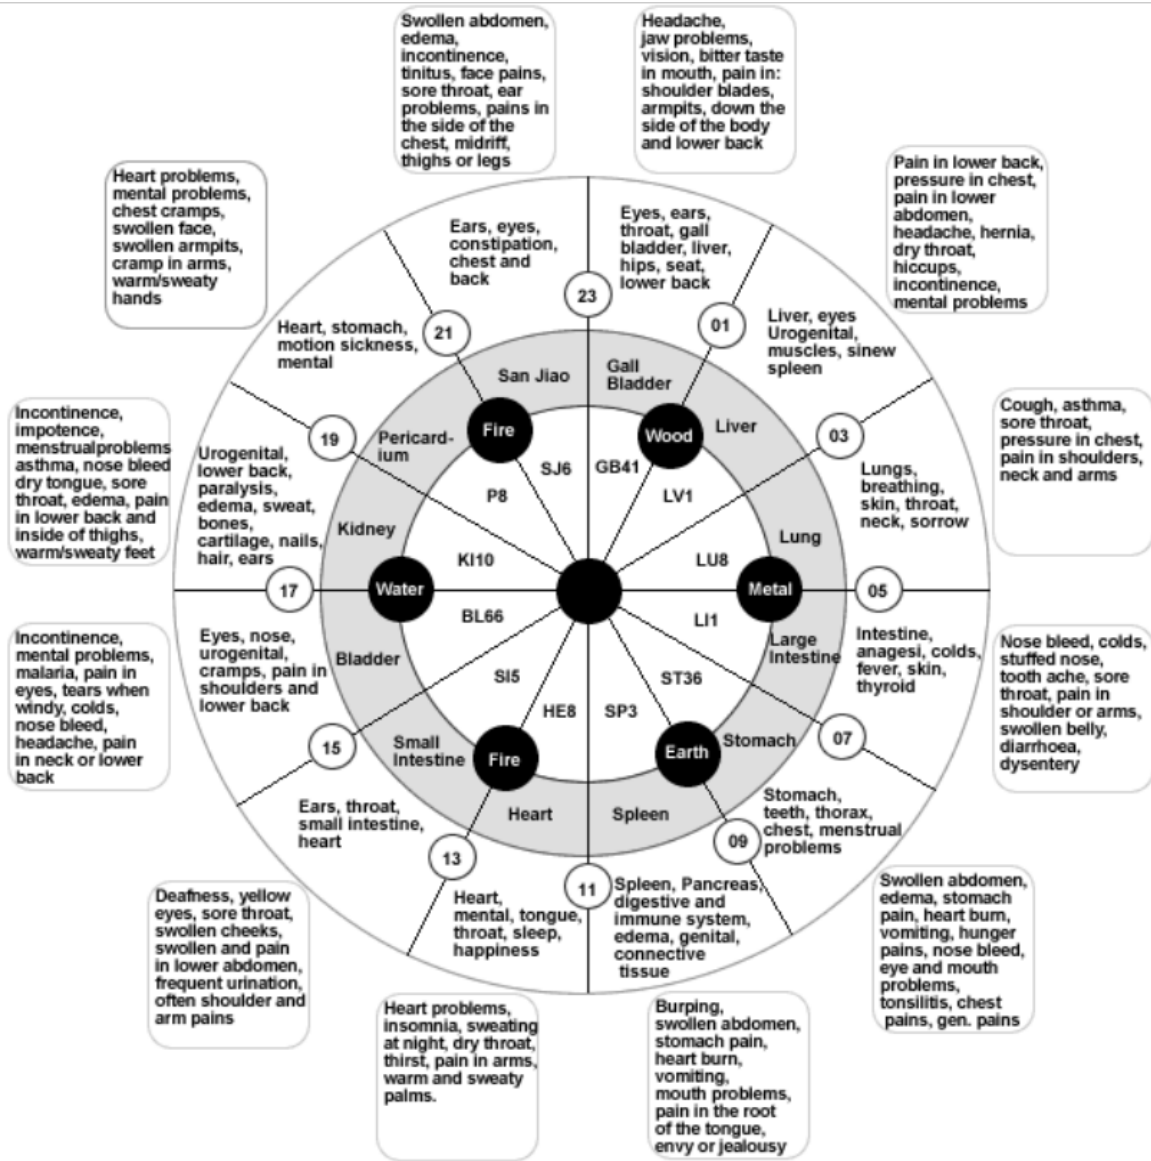 Swollen abdomen,
edema,
incontinence,
tinitus, face pains,
sore throat, ear
problems, pains in
the side of the
chest, midriff,
thighs or legs
Headache,
jaw problems,
vision, bitter taste
in mouth, pain in:
shoulder blades,
armpits, down the
side of the body
and lower back
Heart problems,
mental problems,
chest cramps,
swollen face,
swollen armpits,
cramp in arms,
warm/sweaty
hands
Pain in lower back,
pressure in chest,
pain in lower
abdomen,
headache, hernia,
dry throat,
hiccups,
incontinence,
mental problems
Ears, eyes,
constipation,
chest and
back
Eyes, ears,
throat, gall
bladder, liver,
hips, seat,
lower back
23
21
01
Heart, stomach,
motion sickness,
mental
Liver, eyes
Urogenital,
muscles, sinew
spleen
San Jiao
Gall
Bladder
Incontinence,
impotence,
menstrualproblems
asthma, nose bleed
dry tongue, sore
throat, edema, pain
in lower back and
inside of thighs,
warm/sweaty feet
Cough, asthma,
sore throat,
pressure in chest,
pain in shoulders,
neck and arms
19
Pericard-
ium
Fire
Wood
Liver
03
Urogenital,
lower back,
paralysis,
edema, sweat,
bones,
cartilage, nails,
hair, ears
Lungs,
breathing,
skin, throat,
neck, sorrow
SJ6
GB41
P8
LV1
Kidney
Lung
KI10
LU8
17
Water
Metal
05
BL66
LI1
Incontinence,
mental problems,
malaria, pain in
eyes, tears when
windy, colds,
nose bleed,
headache, pain
in neck or lower
back
Eyes, nose,
urogenital,
cramps, pain in
shoulders and
lower back
Bladder
Large
Intestine
Intestine,
anagesi, colds,
fever, skin,
thyroid
Nose bleed, colds,
stuffed nose,
tooth ache, sore
throat, pain in
shoulder or arms,
swollen belly,
diarrhoea,
dysentery
SI5
ST36
HE8
SP3
15
Small
Intestine
Fire
Earth
Stomach
07
Ears, throat,
small intestine,
heart
Heart
Spleen
Stomach,
teeth, thorax,
chest, menstrual
problems
13
09
11
Heart,
mental, tongue,
throat, sleep,
happiness
Spleen, Pancreas,
digestive and
immune system,
edema, genital,
connective
tissue
Deafness, yellow
eyes, sore throat,
swollen cheeks,
swollen and pain
in lower abdomen,
frequent urination,
often shoulder and
arm pains
Swollen abdomen,
edema, stomach
pain, heart burn,
vomiting, hunger
pains, nose bleed,
eye and mouth
problems,
tonsilitis, chest
pains, gen. pains
Heart problems,
insomnia, sweating
at night, dry throat,
thirst, pain in arms,
warm and sweaty
palms.
Burping,
swollen abdomen,
stomach pain,
heart burn,
vomiting,
mouth problems,
pain in the root
of the tongue,
envy or jealousy